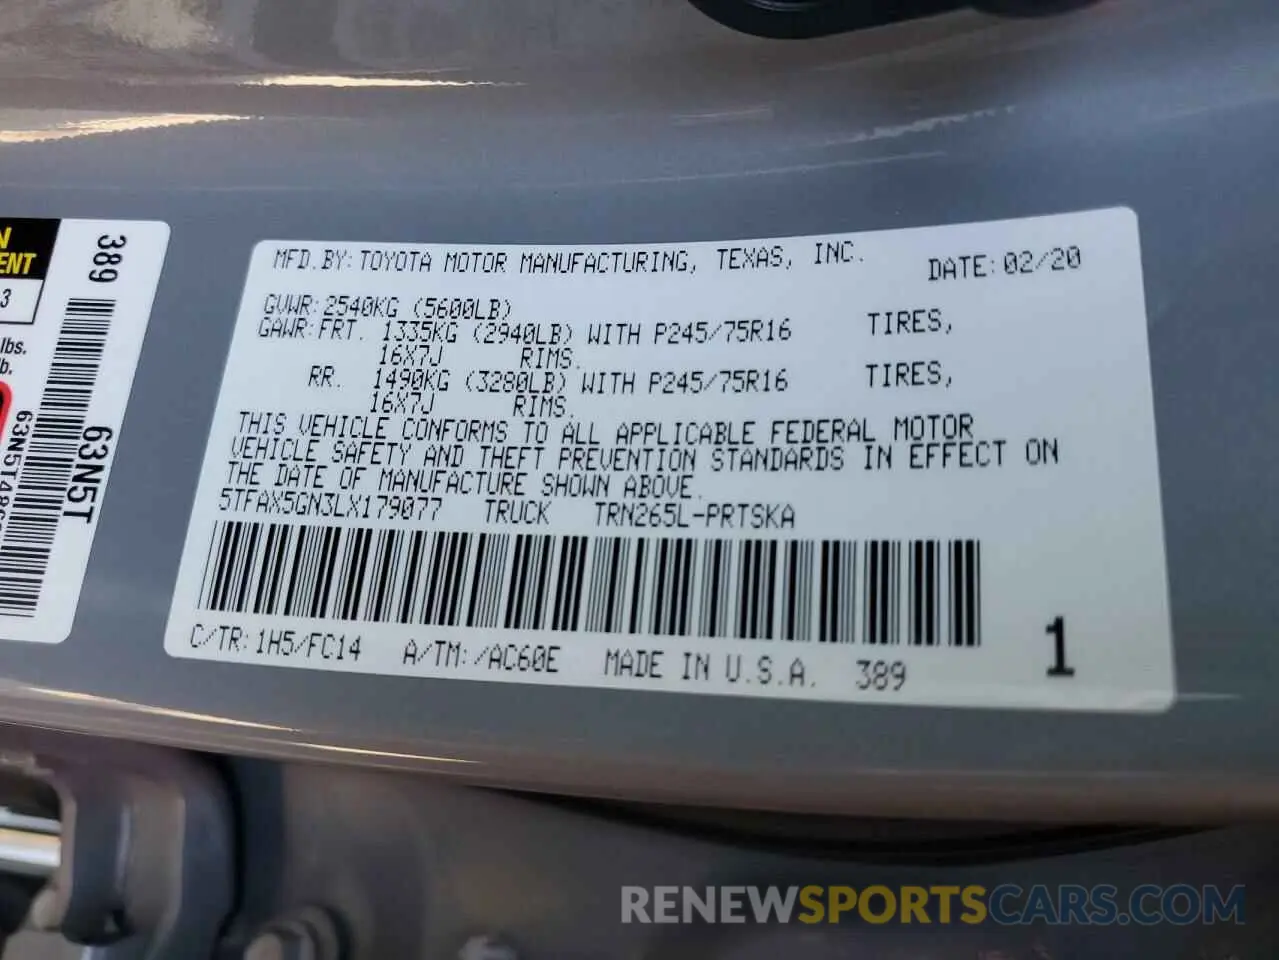 MFD.BY:TOYOTA MOTOR MANUFACTURING, TEXAS, INC. DATE:02/20
GVWR:2540KG (5600LB)
GAWR:FRT. 1335KG (2940LB) WITH P245/75R16 TIRES,
16X7J RIMS.
RR. 1490KG (3280LB) WITH P245/75R16 TIRES,
16X7J RIMS.
THIS VEHICLE CONFORMS TO ALL APPLICABLE FEDERAL MOTOR
VEHICLE SAFETY AND THEFT PREVENTION STANDARDS IN EFFECT ON
THE DATE OF MANUFACTURE SHOWN ABOVE.
5TFAX5GN3LX179077 TRUCK TRN265L-PRTSKA
C/TR:1H5/FC14 A/TM:/AC60E MADE IN U.S.A. 389
1
389
63N5T
3
lbs.
RENEWSPORTSCARS.COM